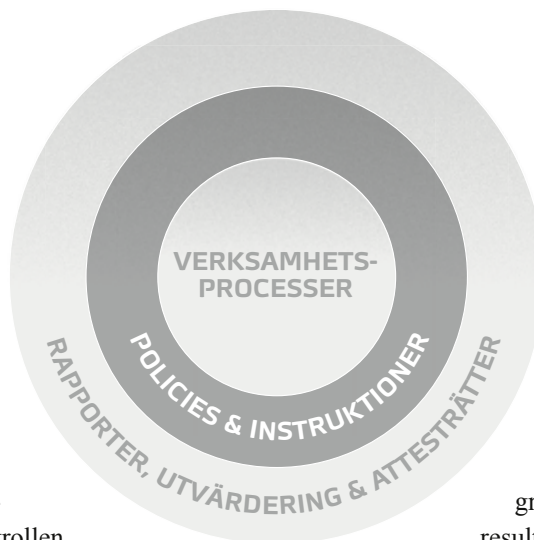 VERKSAMHETS-
PROCESSER
POLICIES & INSTRUKTIONER
RAPPORTER, UTVÄRDERING & ATTESTRÄTTER